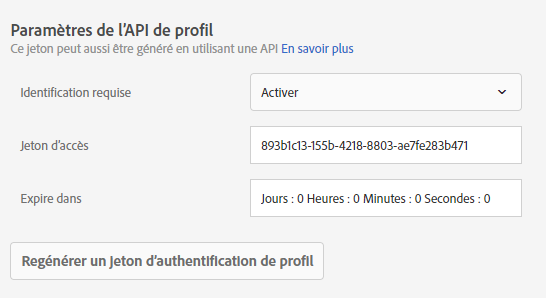 Paramètres de l'API de profil
Ce jeton peut aussi être généré en utilisant une API En savoir plus
Identification requise
Activer
Jeton d'accès
893b1c13-155b-4218-8803-ae7fe283b471
Expire dans
Jours : 0 Heures : 0 Minutes : 0 Secondes : 0
Regénérer un jeton d'authentification de profil